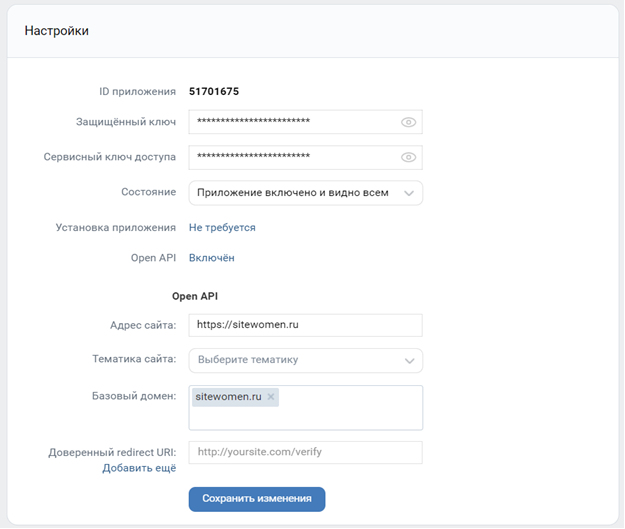 Настройки
ID приложения 51701675
Защищённый ключ ************************
Сервисный ключ доступа ************************
Состояние Приложение включено и видно всем
Установка приложения Не требуется
Open API Включён
Open API
Адрес сайта: https://sitewomen.ru
Тематика сайта: Выберите тематику
Базовый домен: sitewomen.ru ×
Доверенный redirect URI: http://yoursite.com/verify
Добавить ещё
Сохранить изменения